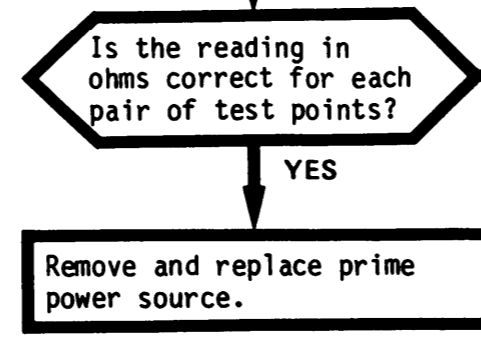 Is the reading in
ohms correct for each
pair of test points?
YES
Remove and replace prime
power source.